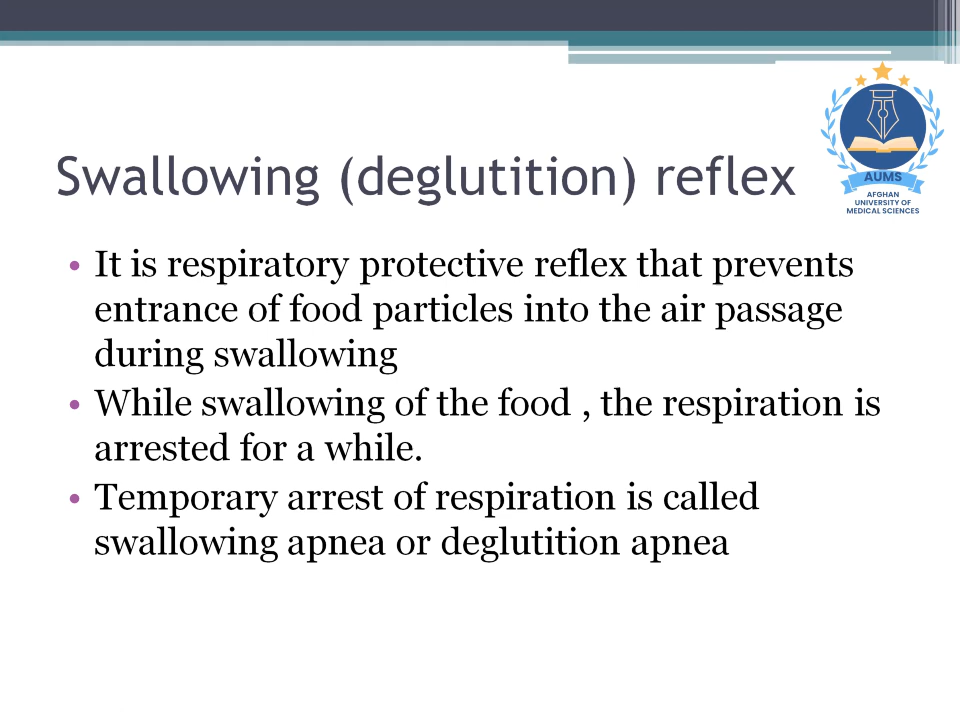 AUMS
AFGHAN
UNIVERSITY OF
MEDICAL SCIENCES
Swallowing (deglutition) reflex
• It is respiratory protective reflex that prevents
entrance of food particles into the air passage
during swallowing
• While swallowing of the food , the respiration is
arrested for a while.
• Temporary arrest of respiration is called
swallowing apnea or deglutition apnea